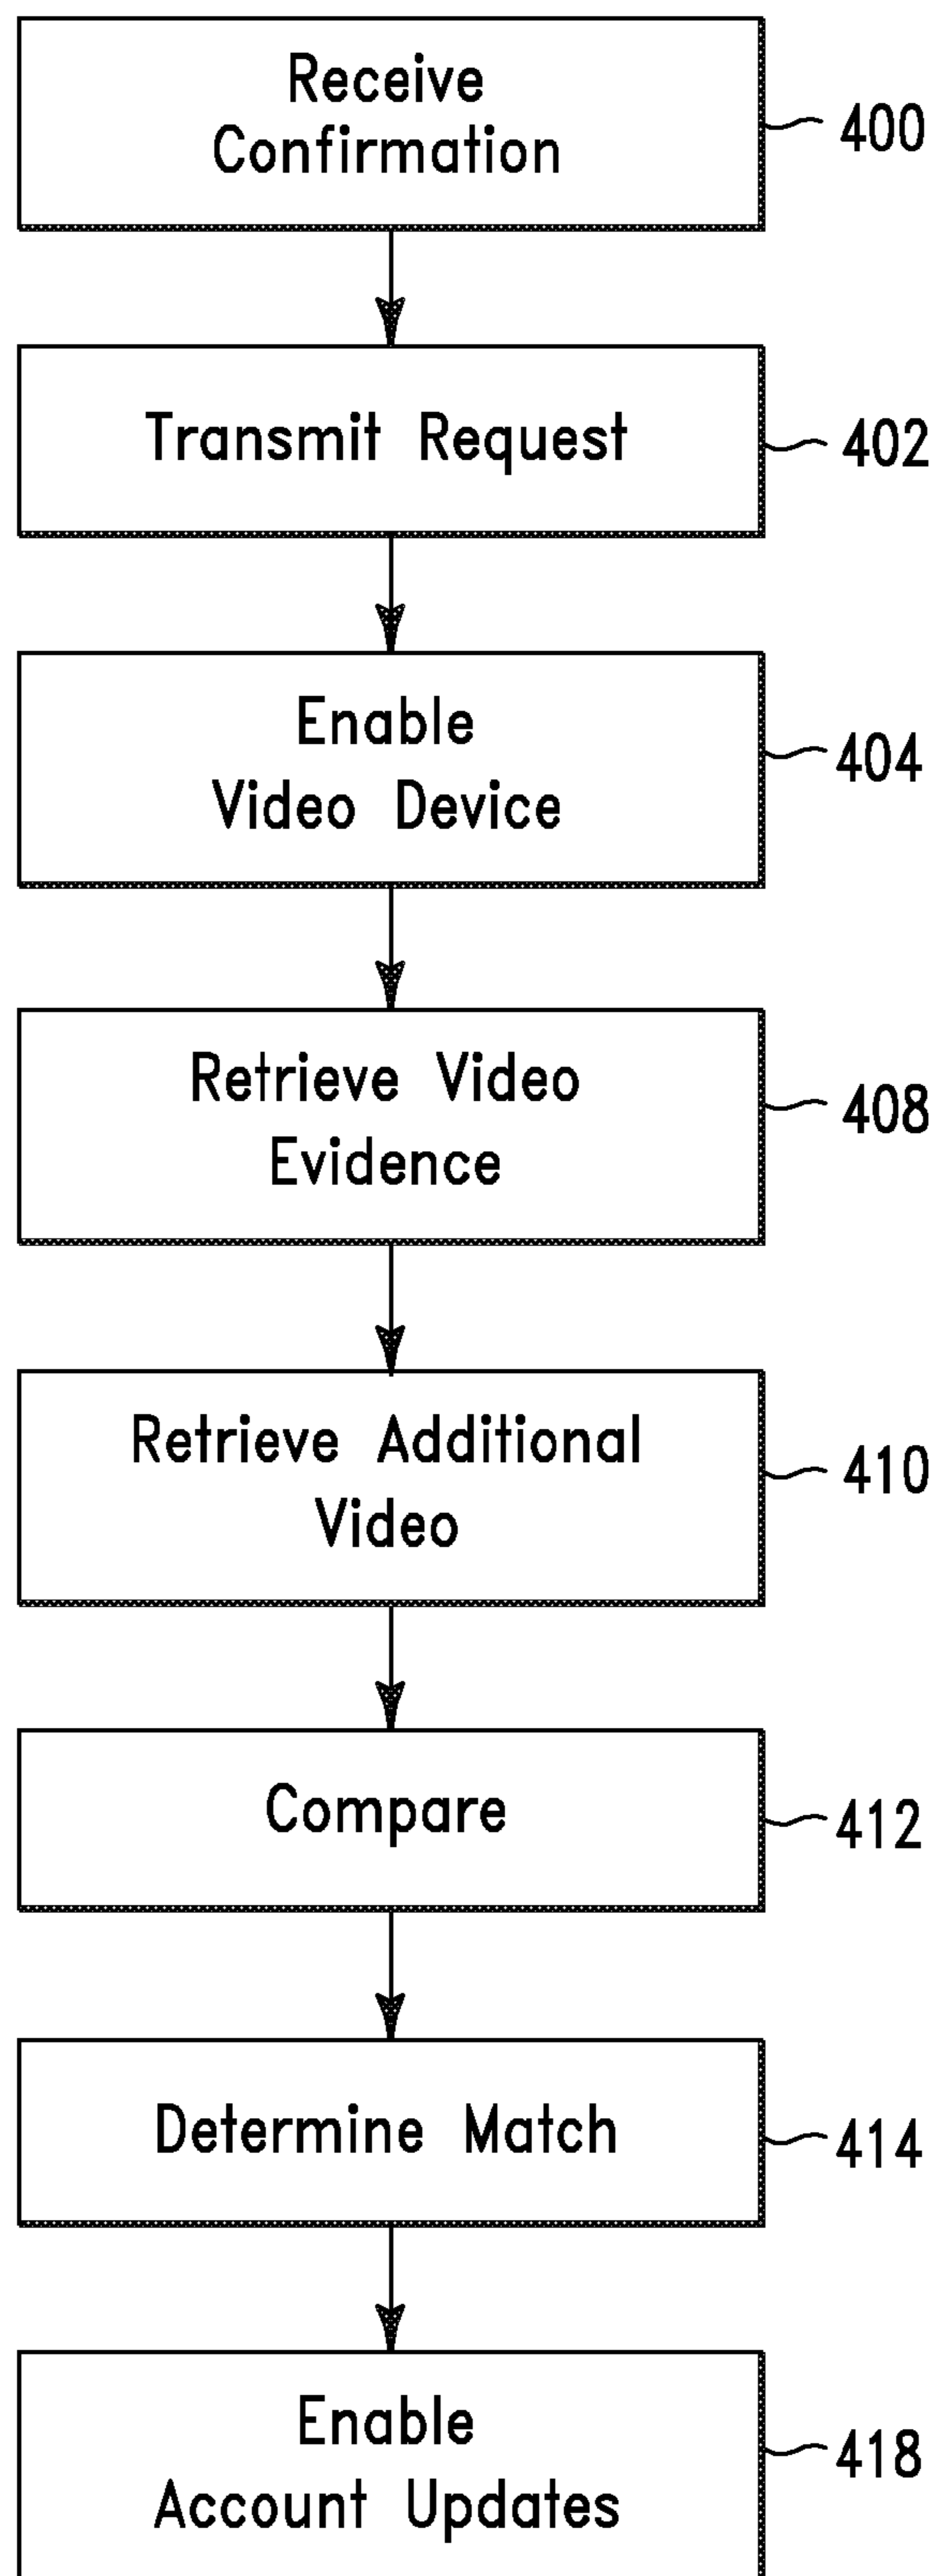 Receive
Confirmation
400
Transmit Request
402
Enable
Video Device
404
Retrieve Video
Evidence
408
Retrieve Additional
Video
410
Compare
412
Determine Match
414
Enable
Account Updates
418